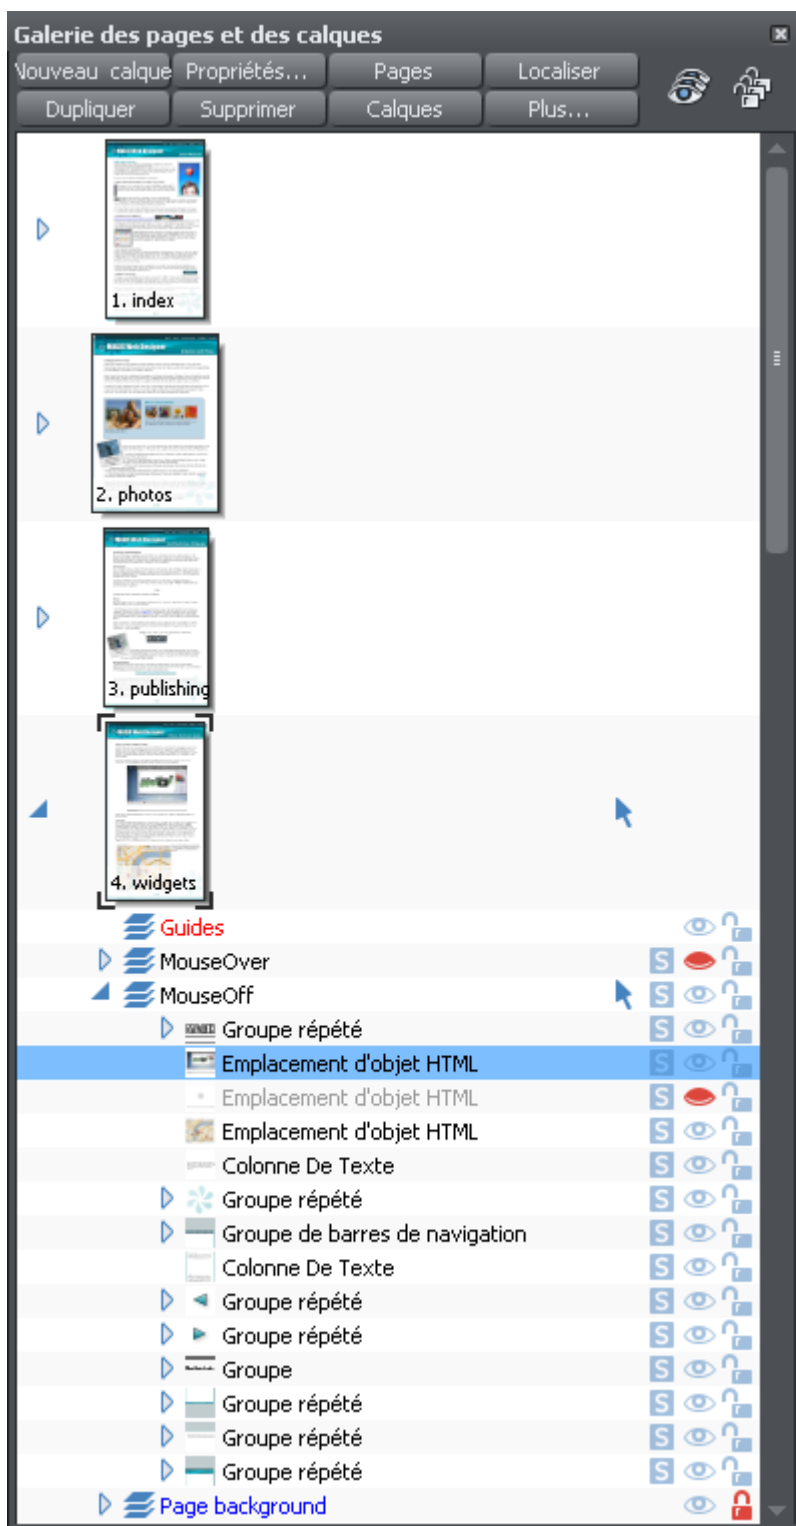 Galerie des pages et des calques
Nouveau calque Propriétés... Pages Localiser
Dupliquer Supprimer Calques Plus...
1. index
2. photos
3. publishing
4. widgets
Guides
MouseOver S
MouseOff S
Groupe répété S
Emplacement d'objet HTML S
Emplacement d'objet HTML S
Emplacement d'objet HTML S
Colonne De Texte S
Groupe répété S
Groupe de barres de navigation S
Colonne De Texte S
Groupe répété S
Groupe répété S
Groupe S
Groupe répété S
Groupe répété S
Groupe répété S
Page background